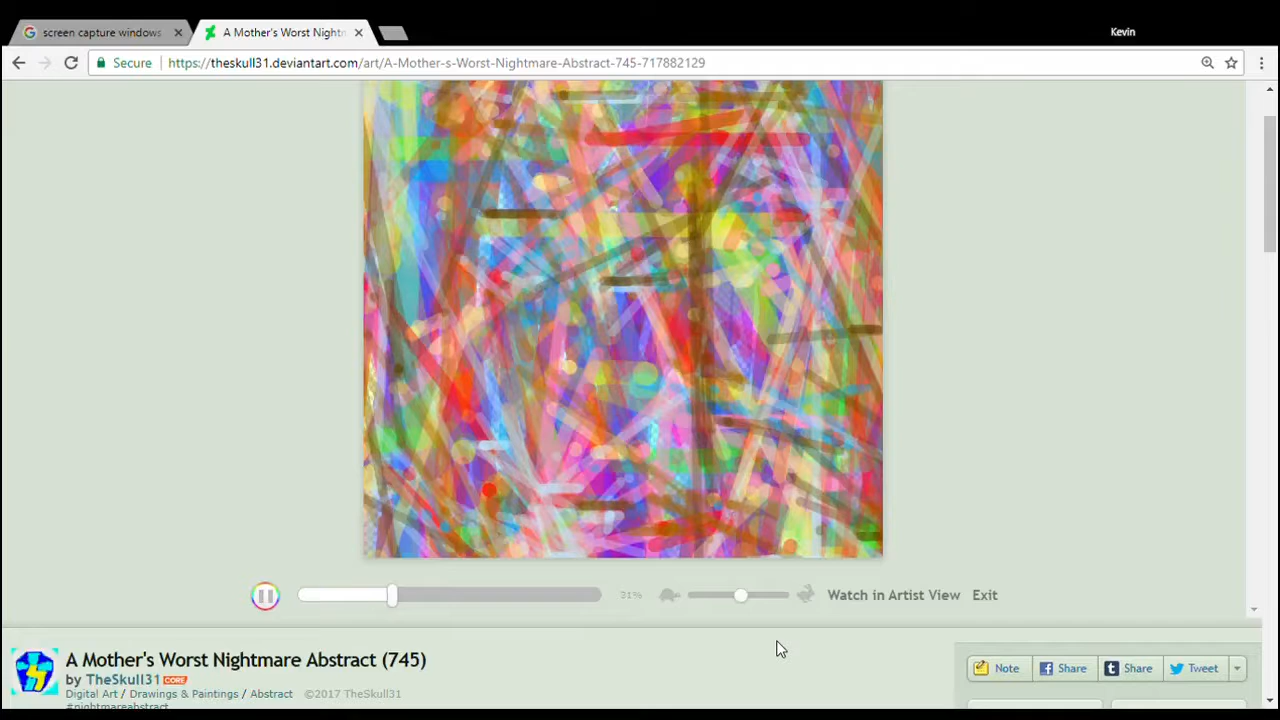 screen capture windows
A Mother's Worst Nightm
Kevin
Secure
https://theskull31.deviantart.com/art/A-Mother-s-Worst-Nightmare-Abstract-745-717882129
31%
Watch in Artist View
Exit
A Mother's Worst Nightmare Abstract (745)
by TheSkull31 CORE
Digital Art / Drawings & Paintings / Abstract ©2017 TheSkull31
#nightmareabstract
Note
Share
Share
Tweet